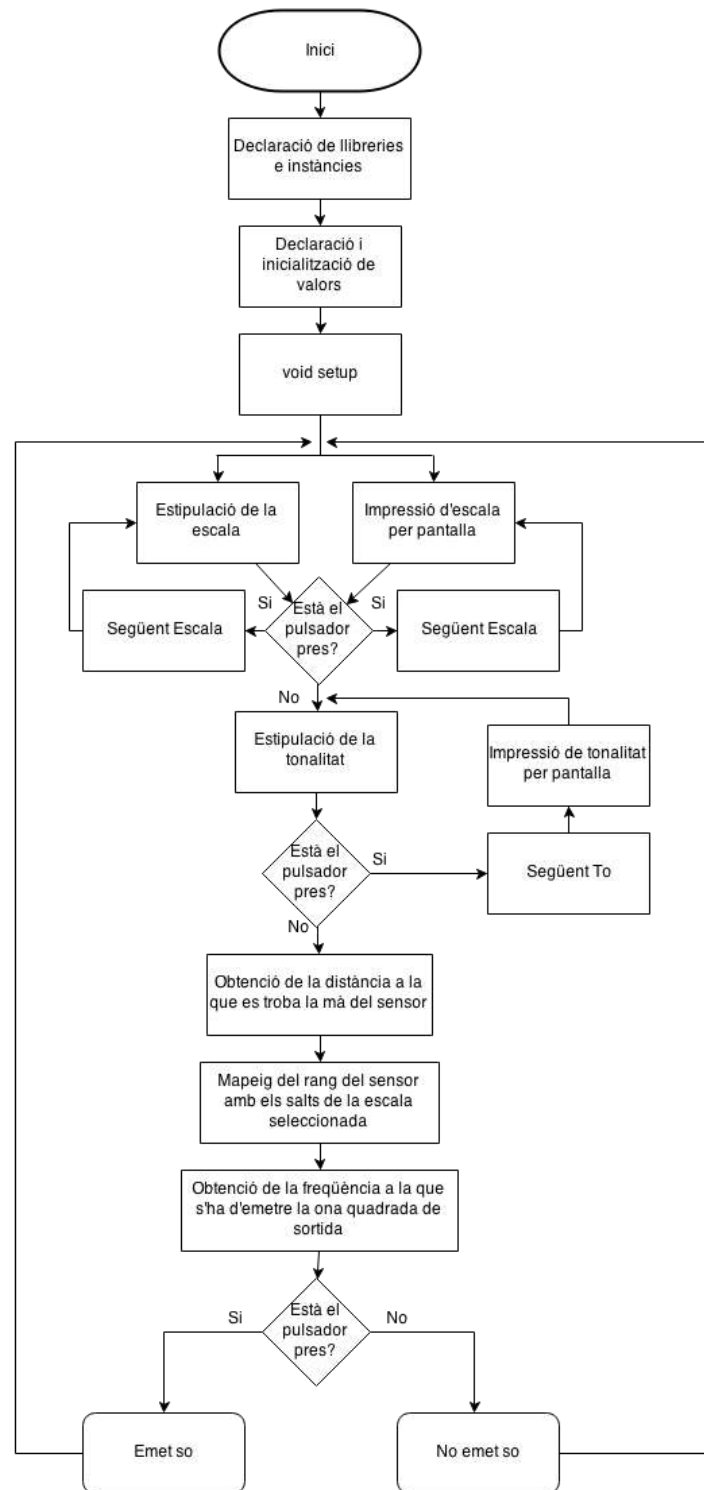 Inici
Declaració de llibreries
e instàncies
Declaració i
inicialització de
valors
void setup
Estipulació de la
escala
Impressió d'escala
per pantalla
Si
Està el
pulsador
pres?
Si
Següent Escala
Següent Escala
No
Estipulació de la
tonalitat
Impressió de tonalitat
per pantalla
Està el
pulsador
pres?
Si
Següent To
No
Obtenció de la distància a la
que es troba la mà del sensor
Mapeig del rang del sensor
amb els salts de la escala
seleccionada
Obtenció de la freqüència a la que
s'ha d'emetre la ona quadrada de
sortida
Si
Està el
pulsador
pres?
No
Emet so
No emet so